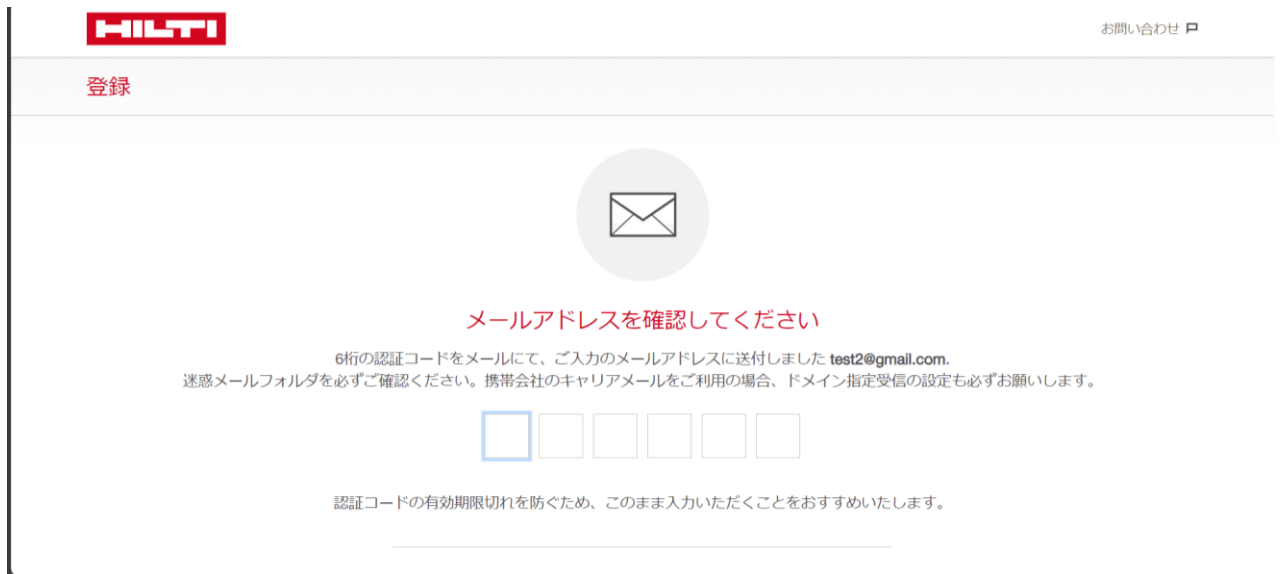 HILTI
お問い合わせ
登録
メールアドレスを確認してください
6桁の認証コードをメールにて、ご入力のメールアドレスに送付しました test2@gmail.com.
迷惑メールフォルダを必ずご確認ください。携帯会社のキャリアメールをご利用の場合、ドメイン指定受信の設定も必ずお願いします。
認証コードの有効期限切れを防ぐため、このまま入力いただくことをおすすめいたします。